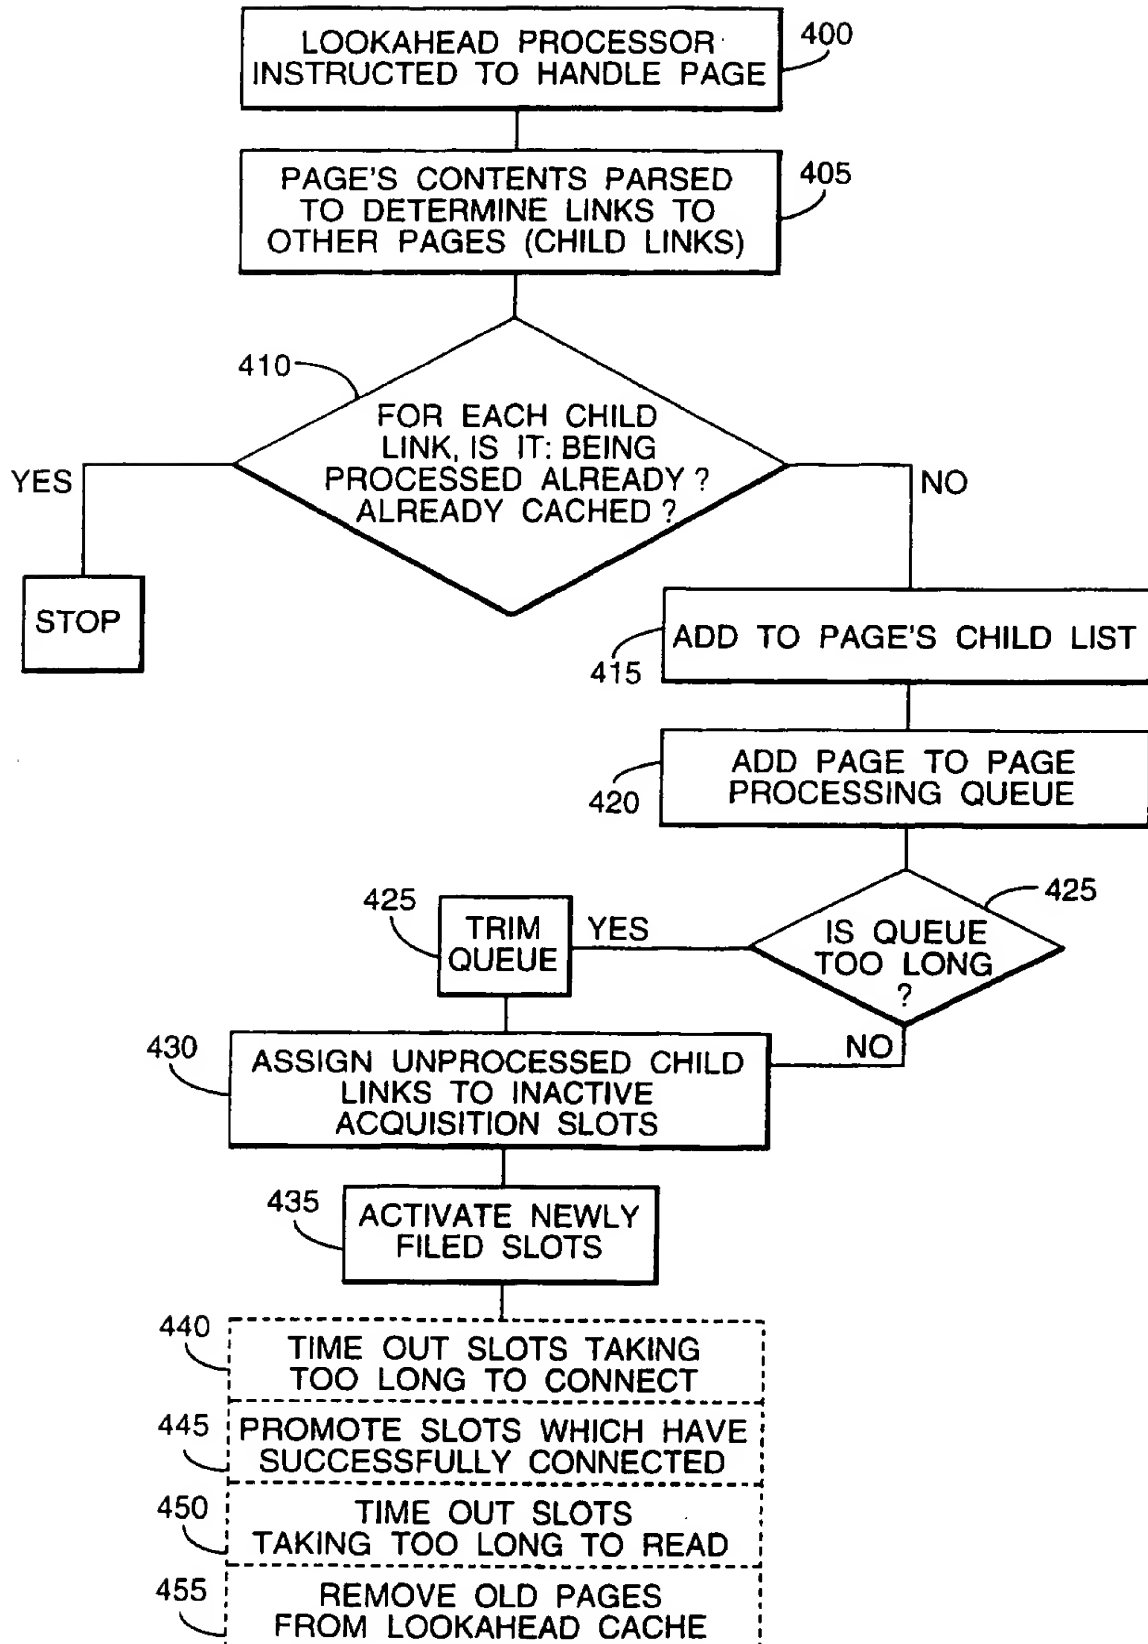 LOOKAHEAD PROCESSOR
INSTRUCTED TO HANDLE PAGE
400
PAGE'S CONTENTS PARSED
TO DETERMINE LINKS TO
OTHER PAGES (CHILD LINKS)
405
410
FOR EACH CHILD
LINK, IS IT: BEING
PROCESSED ALREADY?
ALREADY CACHED?
YES
NO
STOP
ADD TO PAGE'S CHILD LIST
415
ADD PAGE TO PAGE
PROCESSING QUEUE
420
425
IS QUEUE
TOO LONG
?
YES
425
TRIM
QUEUE
NO
430
ASSIGN UNPROCESSED CHILD
LINKS TO INACTIVE
ACQUISITION SLOTS
435
ACTIVATE NEWLY
FILED SLOTS
440
TIME OUT SLOTS TAKING
TOO LONG TO CONNECT
445
PROMOTE SLOTS WHICH HAVE
SUCCESSFULLY CONNECTED
450
TIME OUT SLOTS
TAKING TOO LONG TO READ
455
REMOVE OLD PAGES
FROM LOOKAHEAD CACHE